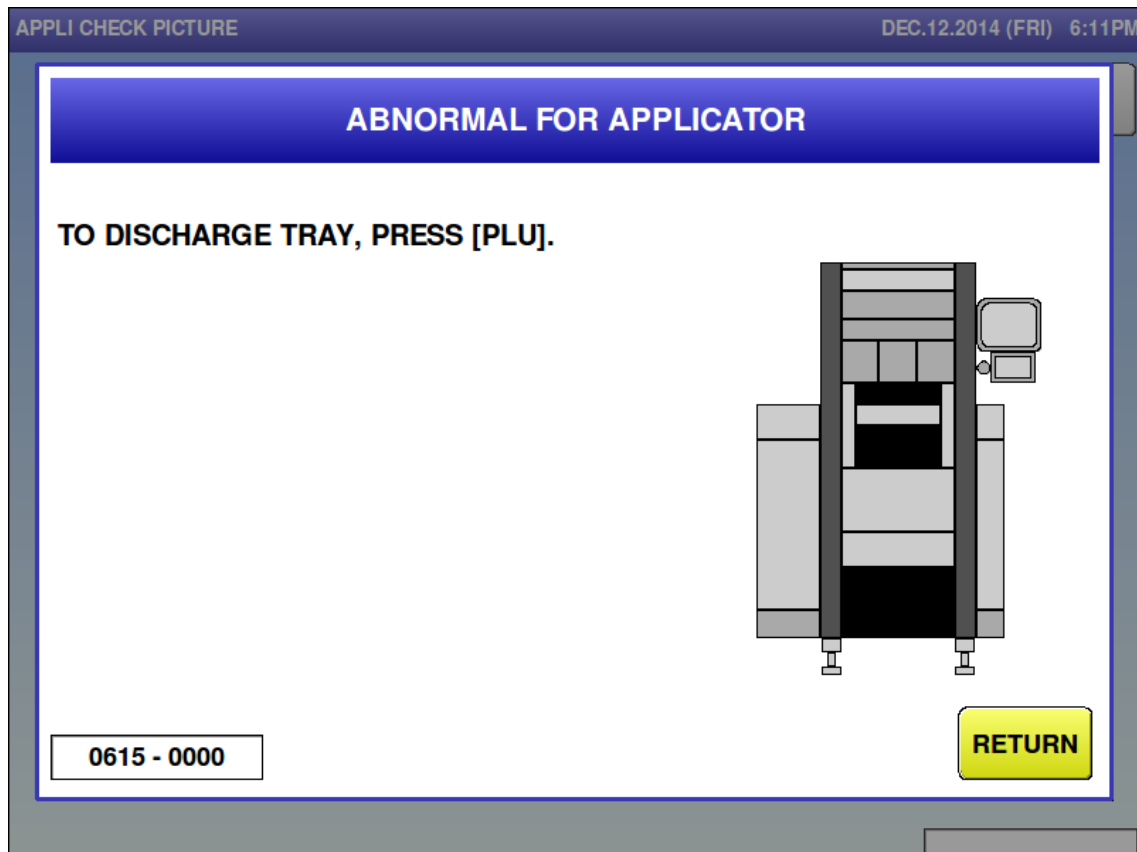 APPLI CHECK PICTURE DEC.12.2014 (FRI) 6:11PM
ABNORMAL FOR APPLICATOR
TO DISCHARGE TRAY, PRESS [PLU].
0615 - 0000
RETURN